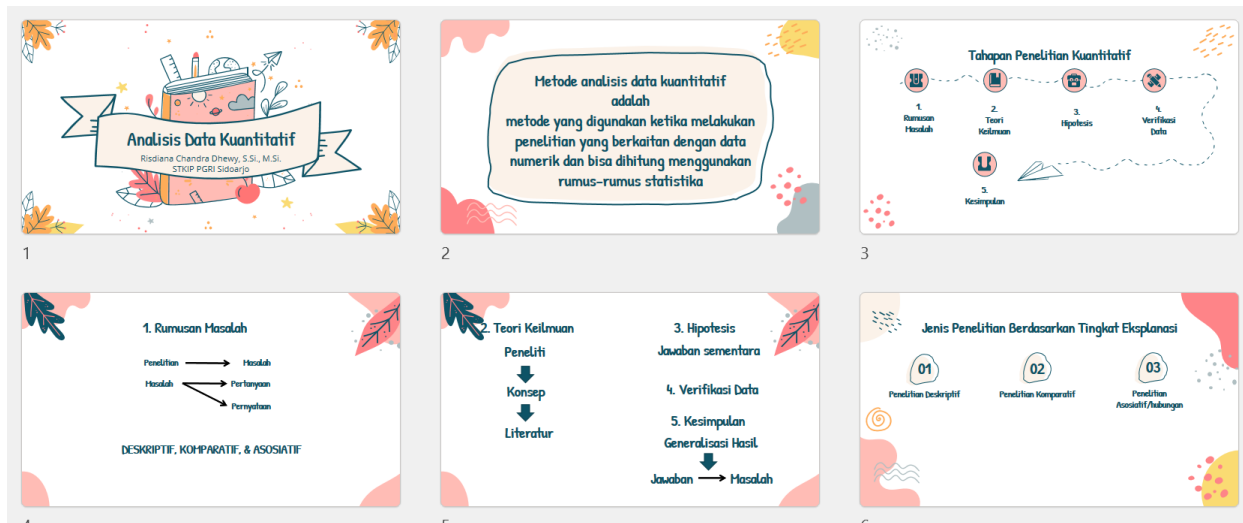 Analisis Data Kuantitatif
Risdiana Chandra Dhewy, S.Si., M.Si.
STKIP PGRI Sidoarjo
1
Metode analisis data kuantitatif
adalah
metode yang digunakan ketika melakukan
penelitian yang berkaitan dengan data
numerik dan bisa dihitung menggunakan
rumus-rumus statistika
2
Tahapan Penelitian Kuantitatif
1.
Rumusan
Masalah
2.
Teori
Keilmuan
3.
Hipotesis
4.
Verifikasi
Data
5.
Kesimpulan
3
1. Rumusan Masalah
Penelitian Masalah
Masalah Pertanyaan
Pernyataan
DESKRIPTIF, KOMPARATIF, & ASOSIATIF
2. Teori Keilmuan
Peneliti
Konsep
Literatur
3. Hipotesis
Jawaban sementara
4. Verifikasi Data
5. Kesimpulan
Generalisasi Hasil
Jawaban Masalah
Jenis Penelitian Berdasarkan Tingkat Eksplanasi
01
Penelitian Deskriptif
02
Penelitian Komparatif
03
Penelitian
Asosiatif/hubungan